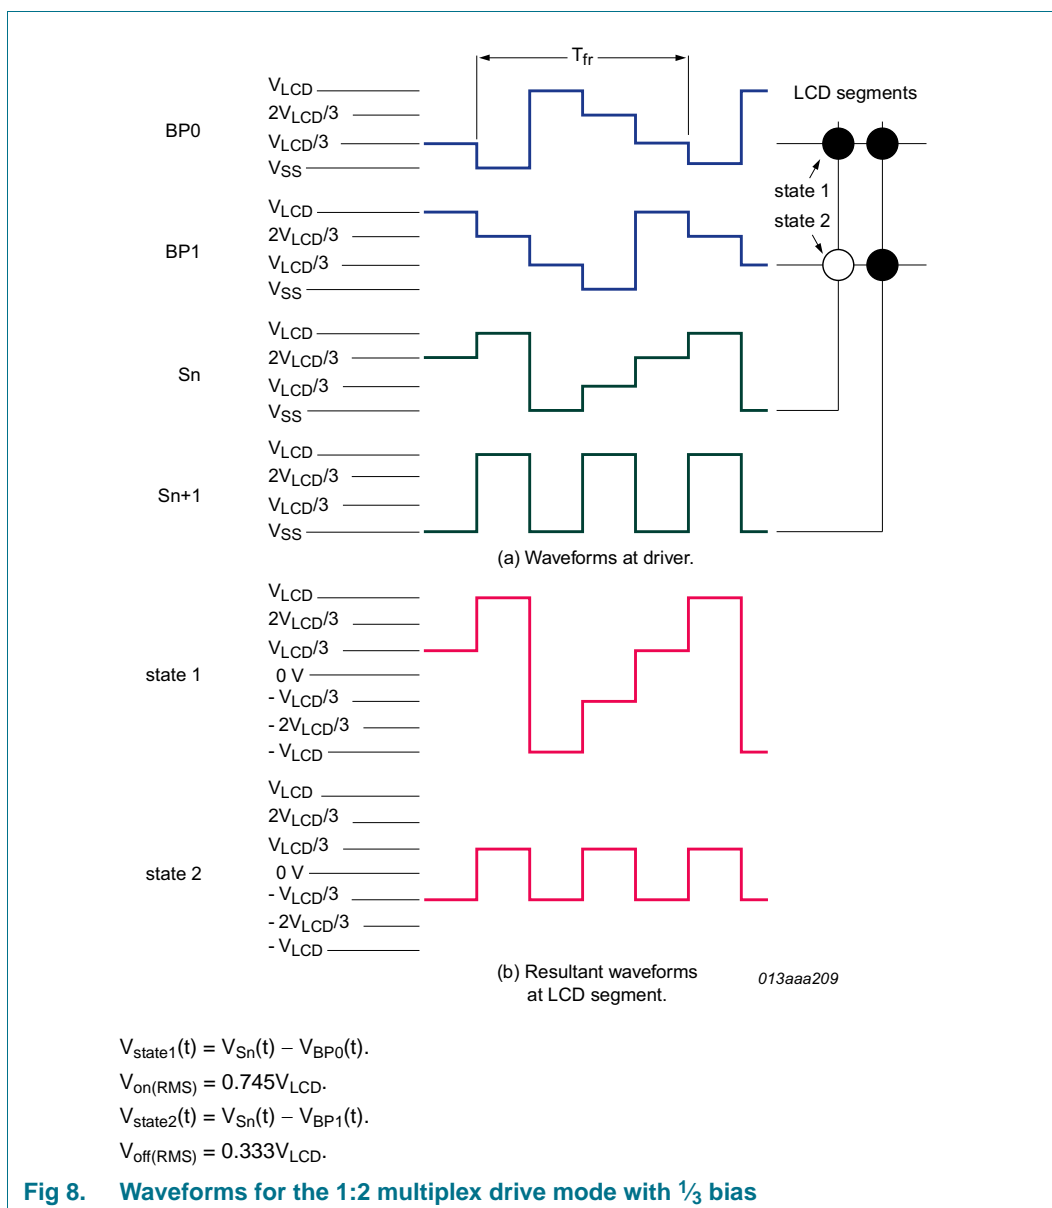 T_fr
V_LCD
2V_LCD/3
V_LCD/3
V_SS
BP0
LCD segments
state 1
state 2
V_LCD
2V_LCD/3
V_LCD/3
V_SS
BP1
V_LCD
2V_LCD/3
V_LCD/3
V_SS
Sn
V_LCD
2V_LCD/3
V_LCD/3
V_SS
Sn+1
(a) Waveforms at driver.
V_LCD
2V_LCD/3
V_LCD/3
0 V
- V_LCD/3
- 2V_LCD/3
- V_LCD
state 1
V_LCD
2V_LCD/3
V_LCD/3
0 V
- V_LCD/3
- 2V_LCD/3
- V_LCD
state 2
(b) Resultant waveforms
at LCD segment.
013aaa209
V_state1(t) = V_Sn(t) − V_BP0(t).
V_on(RMS) = 0.745V_LCD.
V_state2(t) = V_Sn(t) − V_BP1(t).
V_off(RMS) = 0.333V_LCD.
Fig 8. Waveforms for the 1:2 multiplex drive mode with 1⁄3 bias